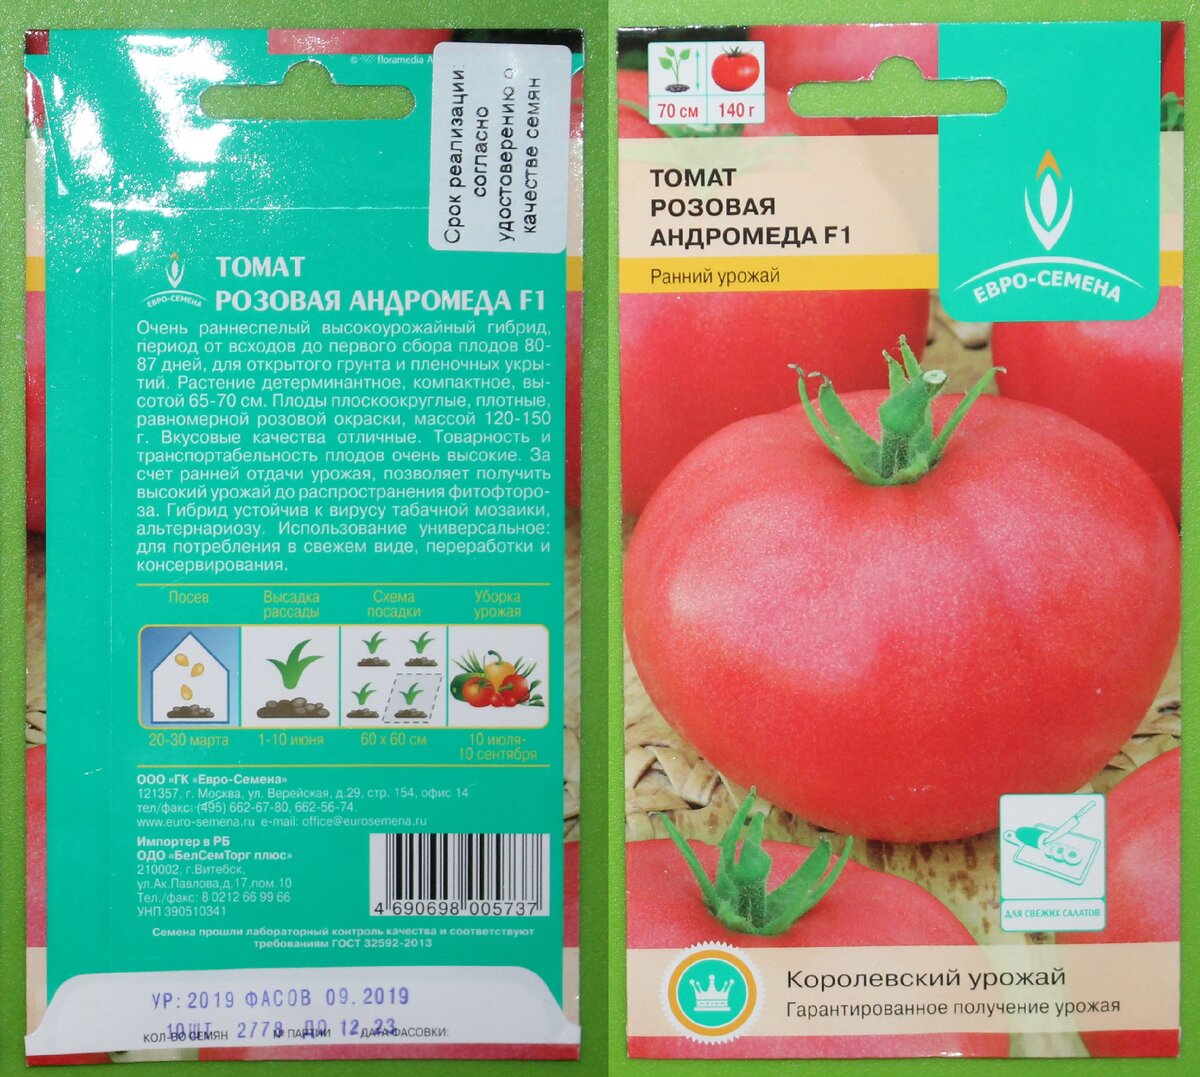 © floramedia A
Срок реализации:
согласно
удостоверению о
качестве семян
ЕВРО-СЕМЕНА
ТОМАТ
РОЗОВАЯ АНДРОМЕДА F1
Очень раннеспелый высокоурожайный гибрид,
период от всходов до первого сбора плодов 80-
87 дней, для открытого грунта и пленочных укры-
тий. Растение детерминантное, компактное, вы-
сотой 65-70 см. Плоды плоскоокруглые, плотные,
равномерной розовой окраски, массой 120-150
г. Вкусовые качества отличные. Товарность и
транспортабельность плодов очень высокие. За
счет ранней отдачи урожая, позволяет получить
высокий урожай до распространения фитофторо-
за. Гибрид устойчив к вирусу табачной мозаики,
альтернариозу. Использование универсальное:
для потребления в свежем виде, переработки и
консервирования.
Посев Высадка рассады Схема посадки Уборка урожая
20-30 марта 1-10 июня 60 x 60 см 10 июля-
10 сентября
ООО «ГК «Евро-Семена»
121357, г. Москва, ул. Верейская, д.29, стр. 154, офис 14
тел/факс: (495) 662-67-80, 662-56-74.
www.euro-semena.ru e-mail: office@eurosemena.ru
Импортер в РБ
ОДО «БелСемТорг плюс»
210002, г.Витебск,
ул.Ак.Павлова,д.17,пом.10
Тел./факс: 8 0212 66 99 66
УНП 390510341
4 690698 005737
Семена прошли лабораторный контроль качества и соответствуют
требованиям ГОСТ 32592-2013
УР: 2019 ФАСОВ 09.2019
10 ШТ 2778 ДО 12.23
КОЛ-ВО СЕМЯН № ПАРТИИ ДАТА ФАСОВКИ:
70 см 140 г
ТОМАТ
РОЗОВАЯ
АНДРОМЕДА F1
Ранний урожай
ЕВРО-СЕМЕНА
ДЛЯ СВЕЖИХ САЛАТОВ
Королевский урожай
Гарантированное получение урожая